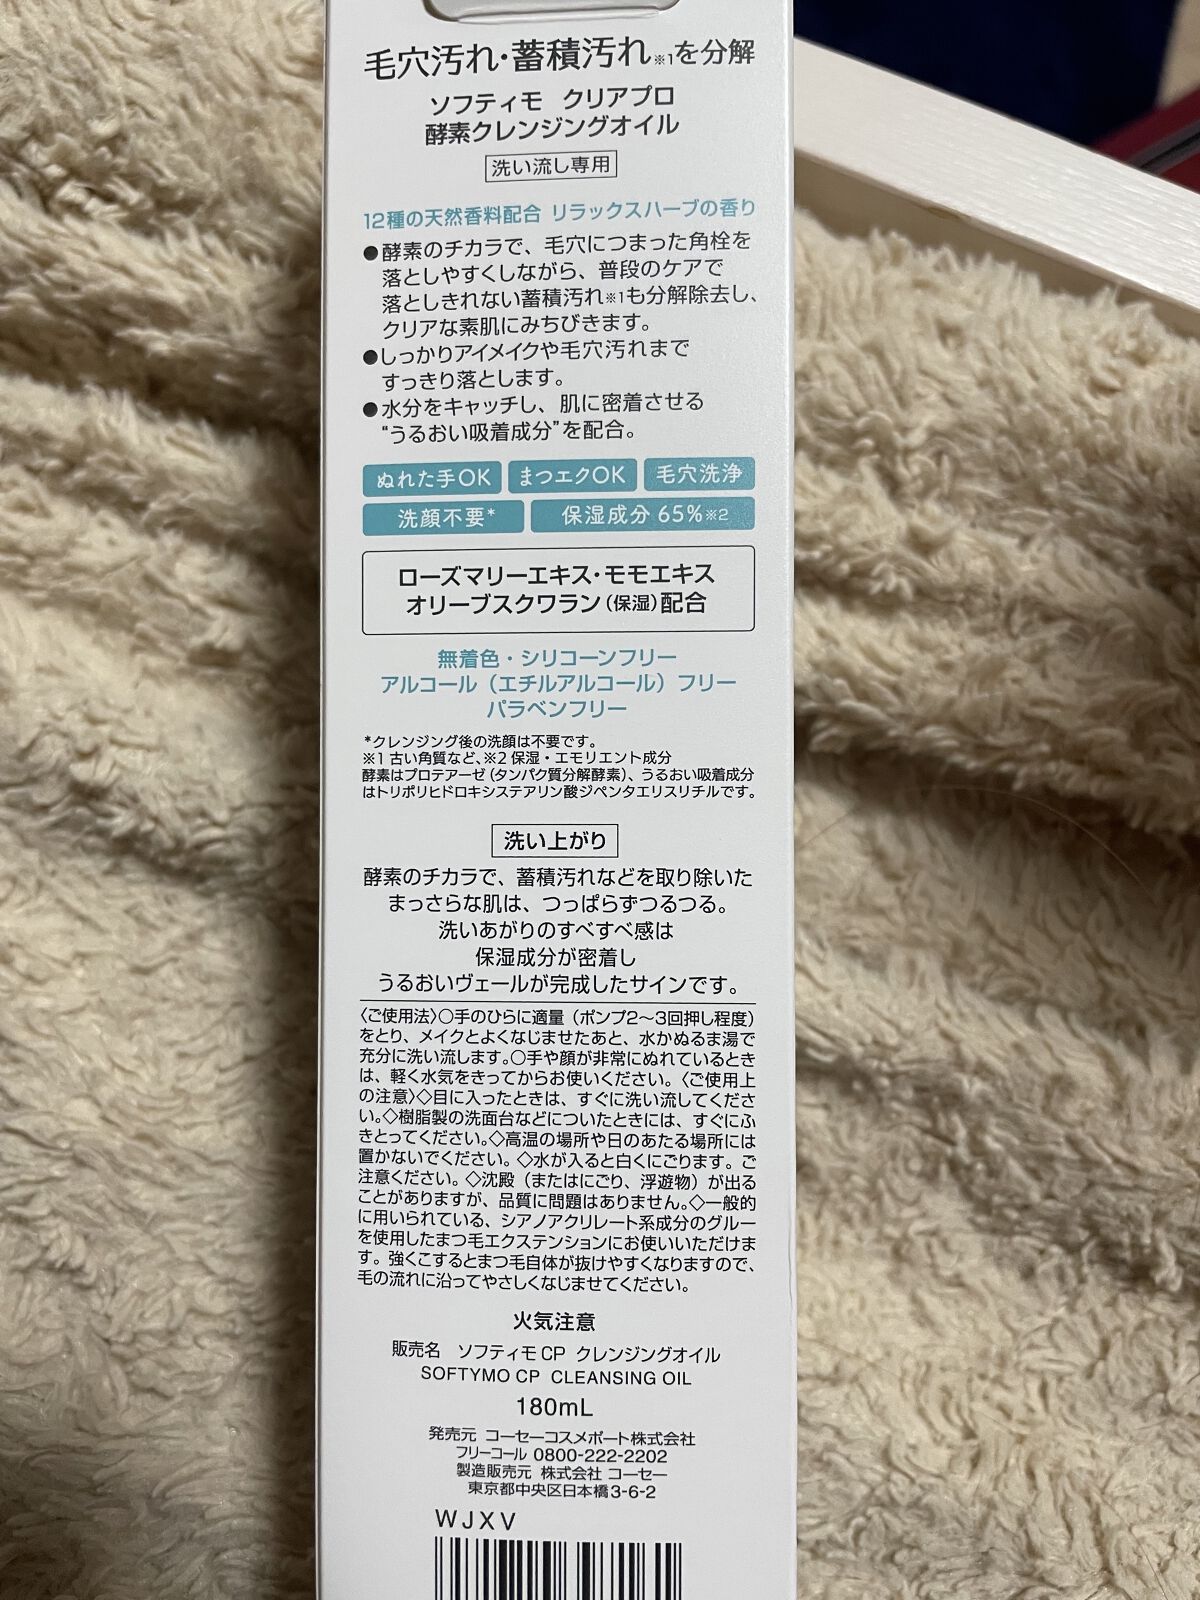 毛穴汚れ・蓄積汚れ※1を分解
ソフティモ クリアプロ
酵素クレンジングオイル
洗い流し専用
12種の天然香料配合 リラックスハーブの香り
●酵素のチカラで、毛穴につまった角栓を
落としやすくしながら、普段のケアで
落としきれない蓄積汚れ※1も分解除去し、
クリアな素肌にみちびきます。
●しっかりアイメイクや毛穴汚れまで
すっきり落とします。
●水分をキャッチし、肌に密着させる
“うるおい吸着成分”を配合。
ぬれた手OK まつエクOK 毛穴洗浄
洗顔不要* 保湿成分 65%※2
ローズマリーエキス・モモエキス
オリーブスクワラン(保湿)配合
無着色・シリコーンフリー
アルコール（エチルアルコール）フリー
パラベンフリー
*クレンジング後の洗顔は不要です。
※1 古い角質など、※2 保湿・エモリエント成分
酵素はプロテアーゼ(タンパク質分解酵素)、うるおい吸着成分
はトリポリヒドロキシステアリン酸ジペンタエリスリチルです。
洗い上がり
酵素のチカラで、蓄積汚れなどを取り除いた
まっさらな肌は、つっぱらずつるつる。
洗いあがりのすべすべ感は
保湿成分が密着し
うるおいヴェールが完成したサインです。
〈ご使用法〉○手のひらに適量（ポンプ2〜3回押し程度）
をとり、メイクとよくなじませたあと、水かぬるま湯で
充分に洗い流します。○手や顔が非常にぬれているとき
は、軽く水気をきってからお使いください。〈ご使用上
の注意〉◇目に入ったときは、すぐに洗い流してくださ
い。◇樹脂製の洗面台などについたときには、すぐにふ
きとってください。◇高温の場所や日のあたる場所には
置かないでください。◇水が入ると白くにごります。ご
注意ください。◇沈殿（またはにごり、浮遊物）が出る
ことがありますが、品質に問題はありません。◇一般的
に用いられている、シアノアクリレート系成分のグルー
を使用したまつ毛エクステンションにお使いいただけま
す。強くこするとまつ毛自体が抜けやすくなりますので、
毛の流れに沿ってやさしくなじませてください。
火気注意
販売名 ソフティモ CP クレンジングオイル
SOFTYMO CP CLEANSING OIL
180mL
発売元 コーセーコスメポート株式会社
フリーコール 0800-222-2202
製造販売元 株式会社 コーセー
東京都中央区日本橋3-6-2
WJXV